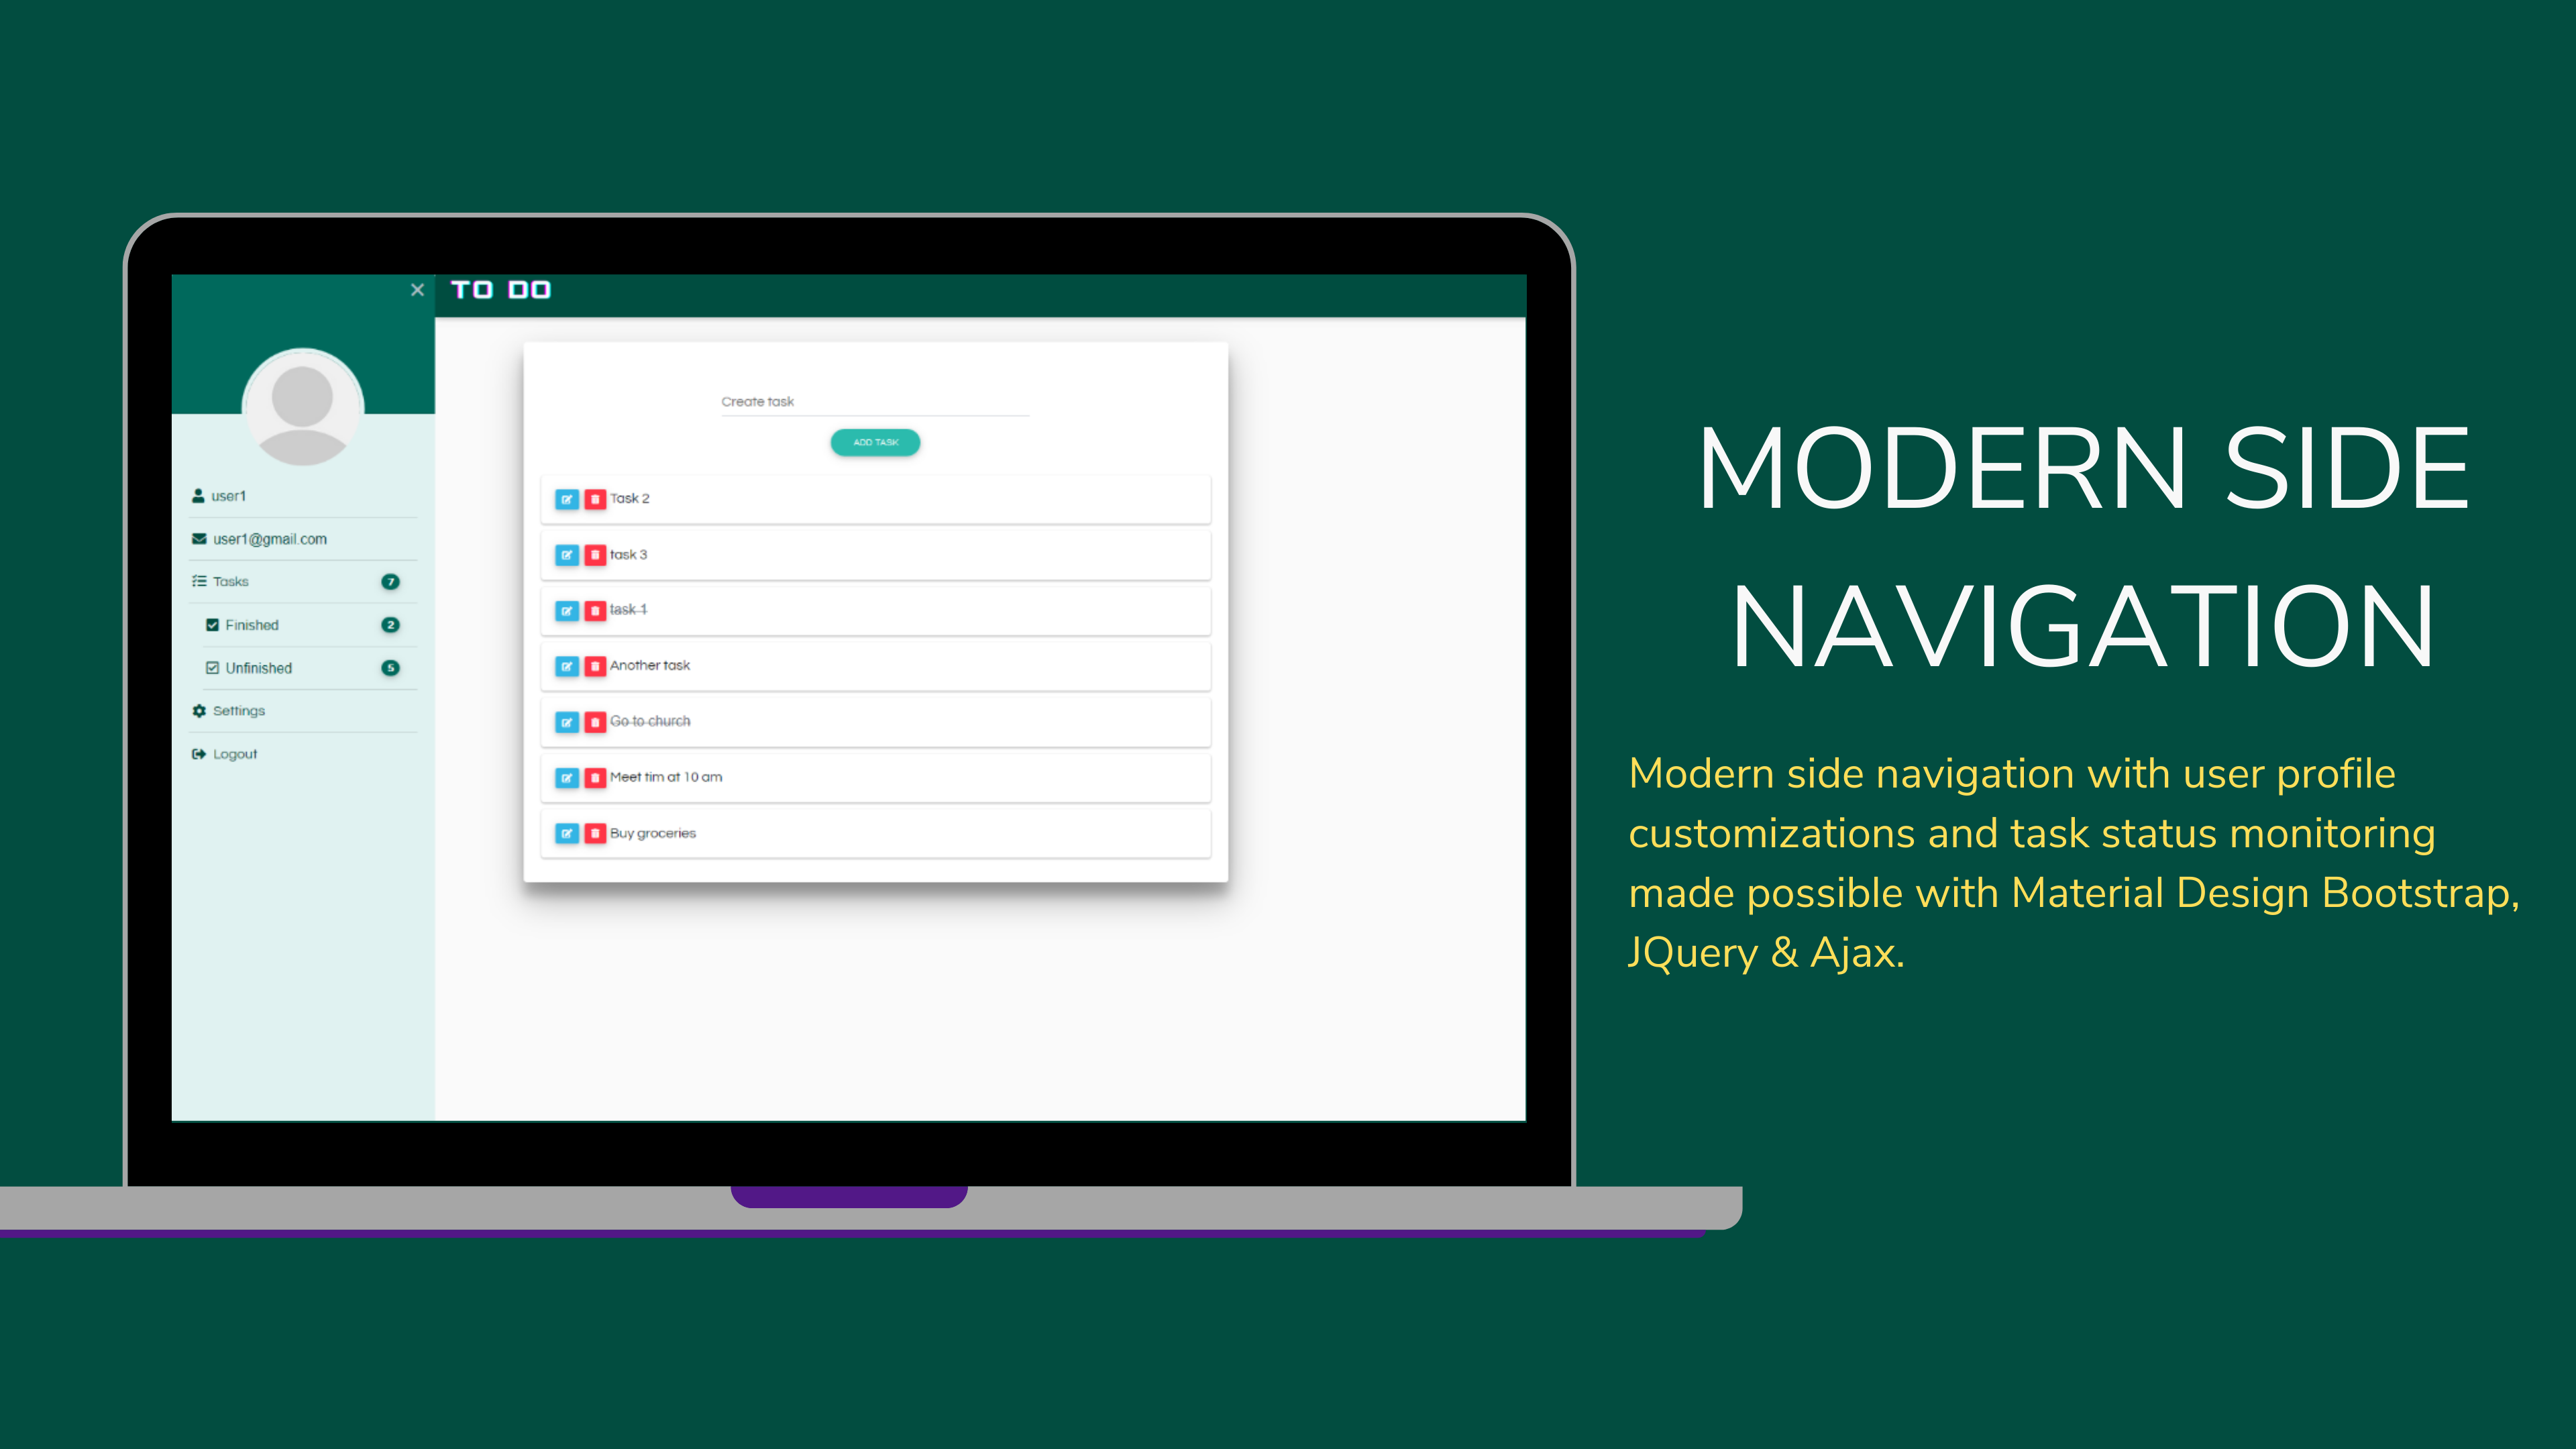 TO DO
user1
user1@gmail.com
Tasks 7
Finished 2
Unfinished 5
Settings
Logout
Create task
ADD TASK
Task 2
task 3
task 1
Another task
Go to church
Meet tim at 10 am
Buy groceries
MODERN SIDE
NAVIGATION
Modern side navigation with user profile
customizations and task status monitoring
made possible with Material Design Bootstrap,
JQuery & Ajax.